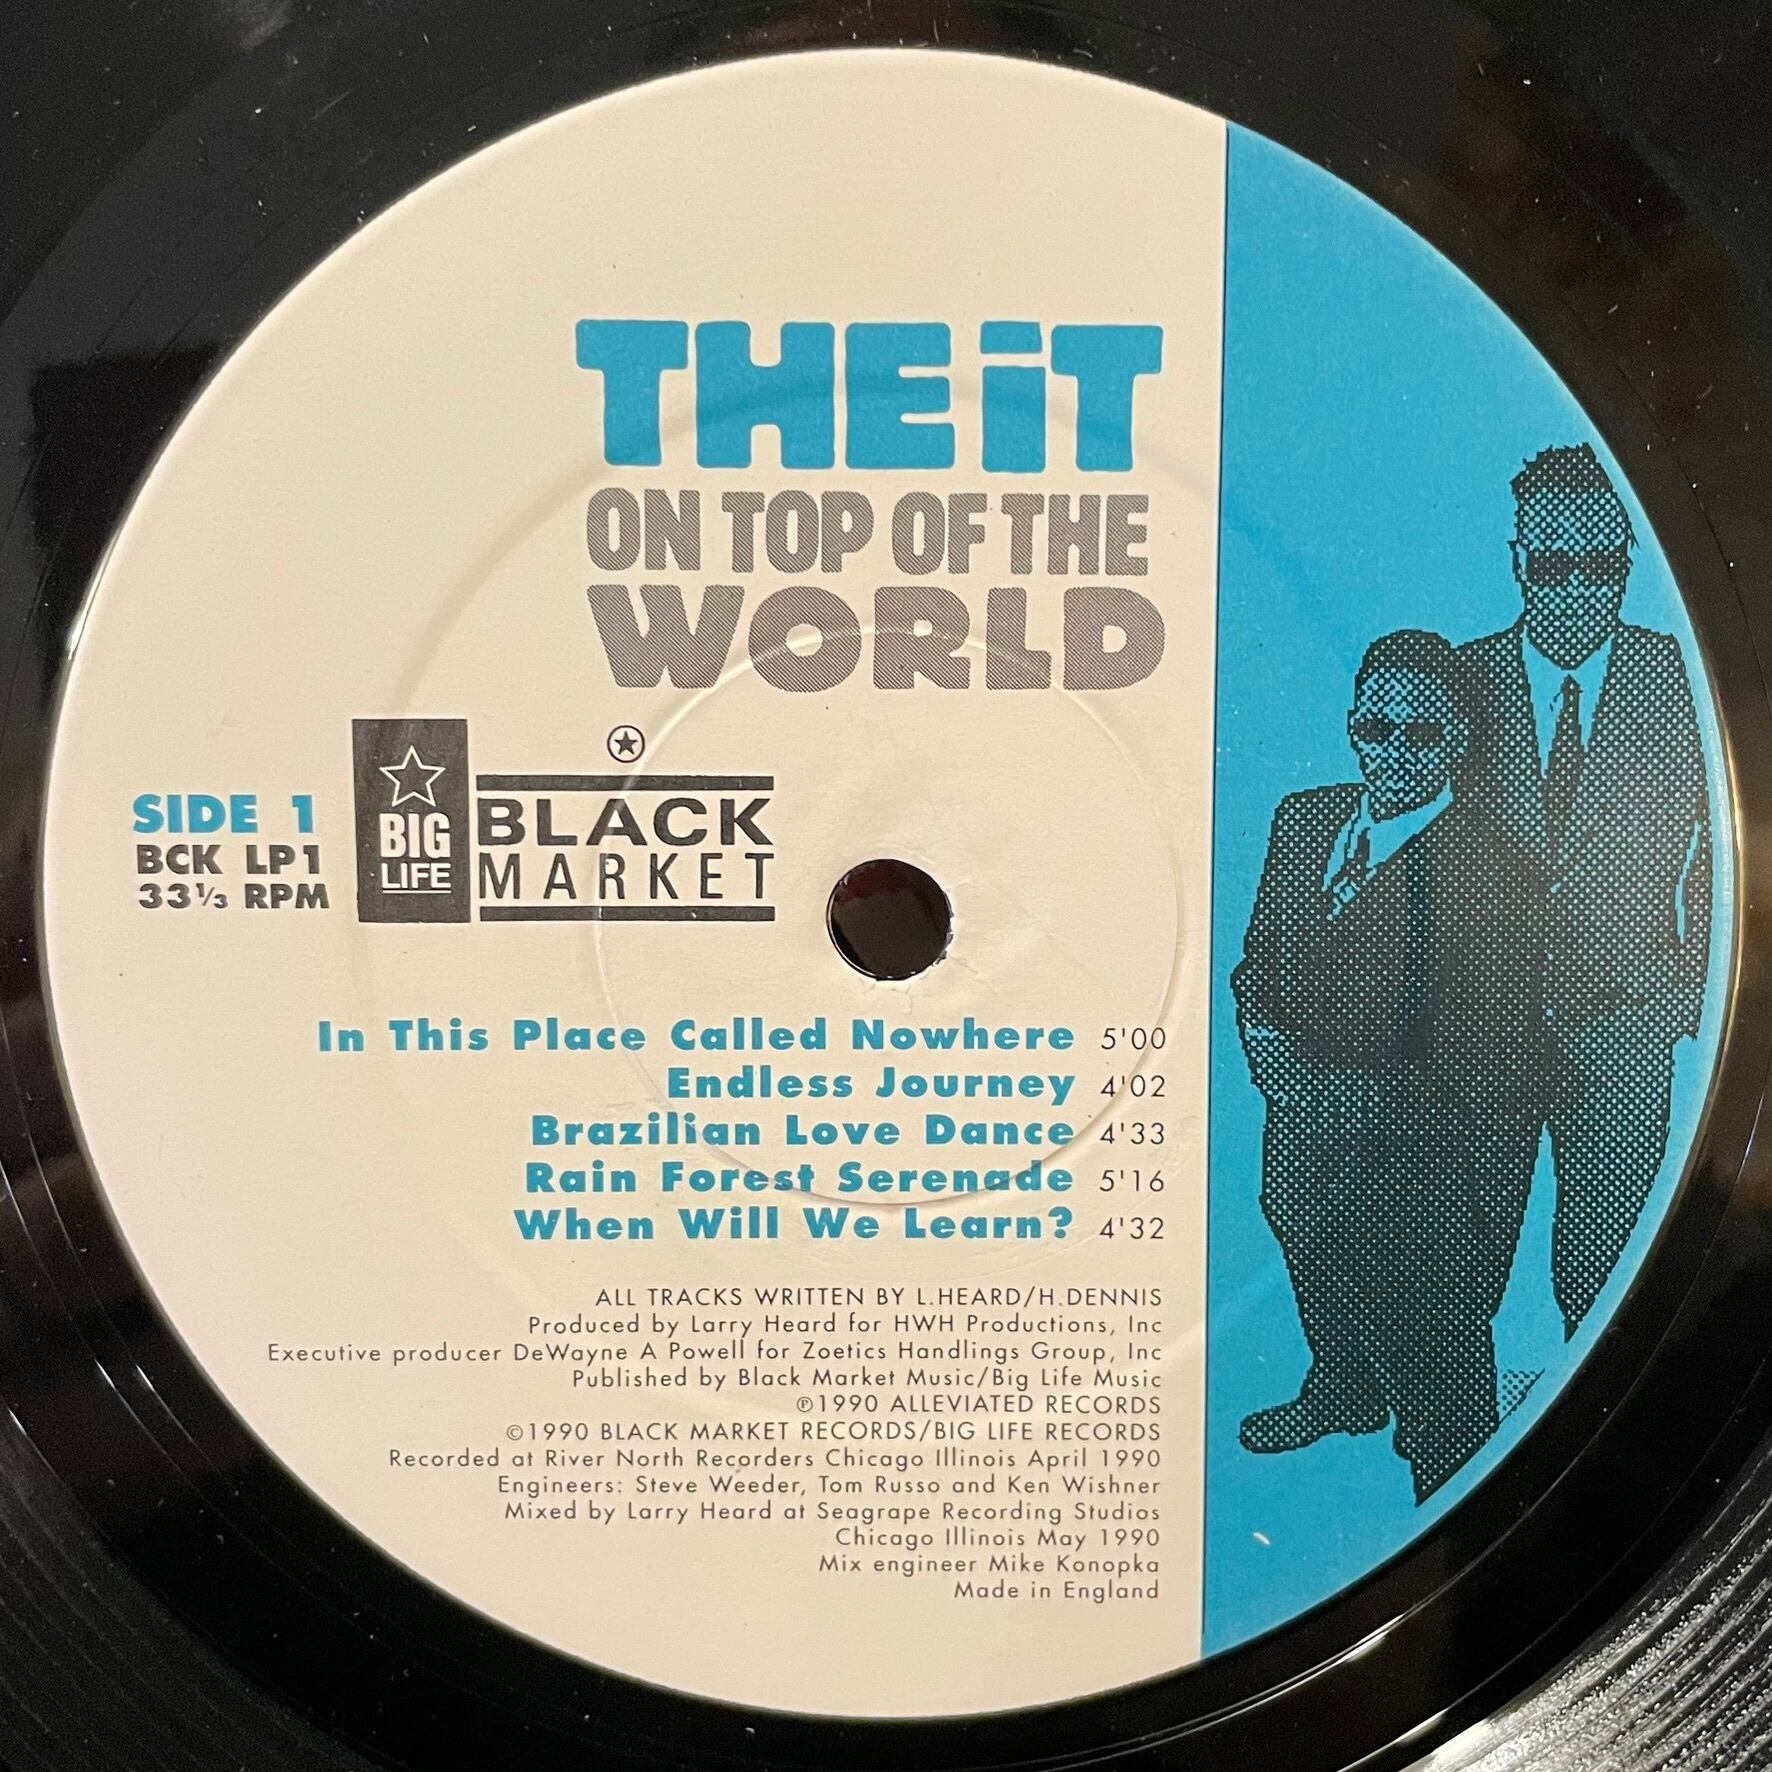 THE iT
ON TOP OF THE
WORLD
SIDE 1
BCK LP1
33⅓ RPM
BIG
LIFE
BLACK
MARKET
In This Place Called Nowhere 5'00
Endless Journey 4'02
Brazilian Love Dance 4'33
Rain Forest Serenade 5'16
When Will We Learn? 4'32
ALL TRACKS WRITTEN BY L.HEARD/H.DENNIS
Produced by Larry Heard for HWH Productions, Inc
Executive producer DeWayne A Powell for Zoetics Handlings Group, Inc
Published by Black Market Music/Big Life Music
℗1990 ALLEVIATED RECORDS
©1990 BLACK MARKET RECORDS/BIG LIFE RECORDS
Recorded at River North Recorders Chicago Illinois April 1990
Engineers: Steve Weeder, Tom Russo and Ken Wishner
Mixed by Larry Heard at Seagrape Recording Studios
Chicago Illinois May 1990
Mix engineer Mike Konopka
Made in England